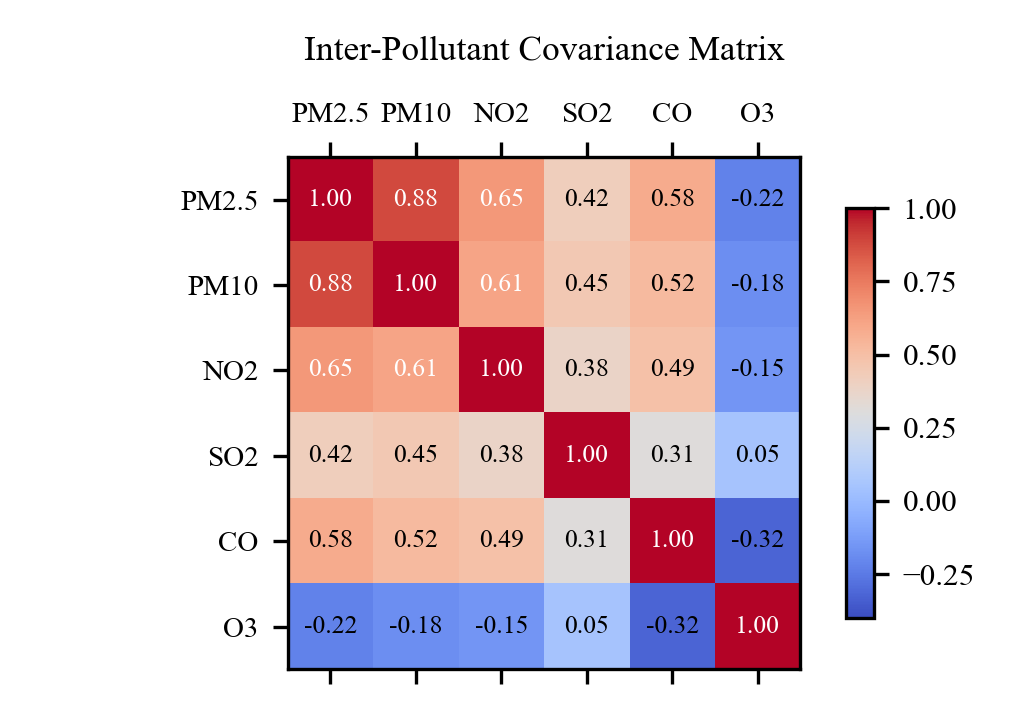 Inter-Pollutant Covariance Matrix
PM2.5 PM10 NO2 SO2 CO O3
PM2.5 1.00 0.88 0.65 0.42 0.58 -0.22
PM10 0.88 1.00 0.61 0.45 0.52 -0.18
NO2 0.65 0.61 1.00 0.38 0.49 -0.15
SO2 0.42 0.45 0.38 1.00 0.31 0.05
CO 0.58 0.52 0.49 0.31 1.00 -0.32
O3 -0.22 -0.18 -0.15 0.05 -0.32 1.00
1.00
0.75
0.50
0.25
0.00
−0.25